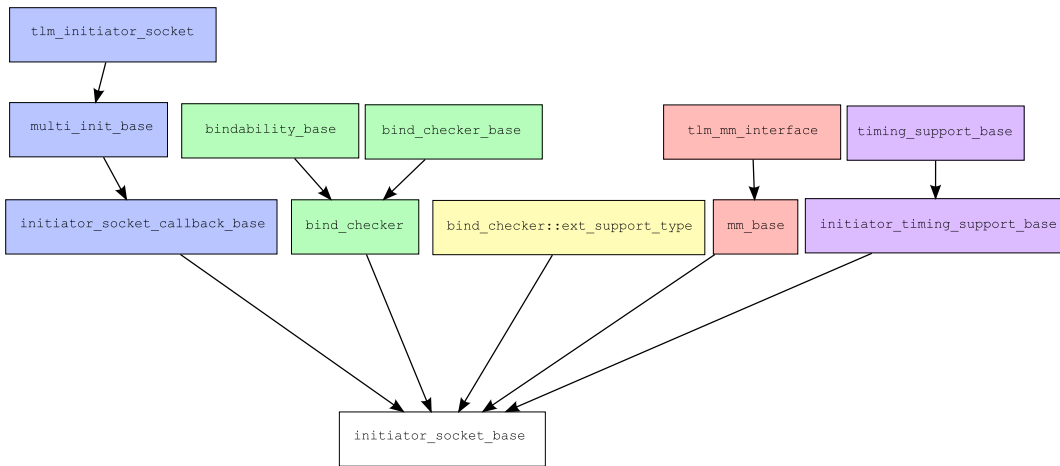 tlm_initiator_socket
multi_init_base
bindability_base
bind_checker_base
tlm_mm_interface
timing_support_base
initiator_socket_callback_base
bind_checker
bind_checker::ext_support_type
mm_base
initiator_timing_support_base
initiator_socket_base